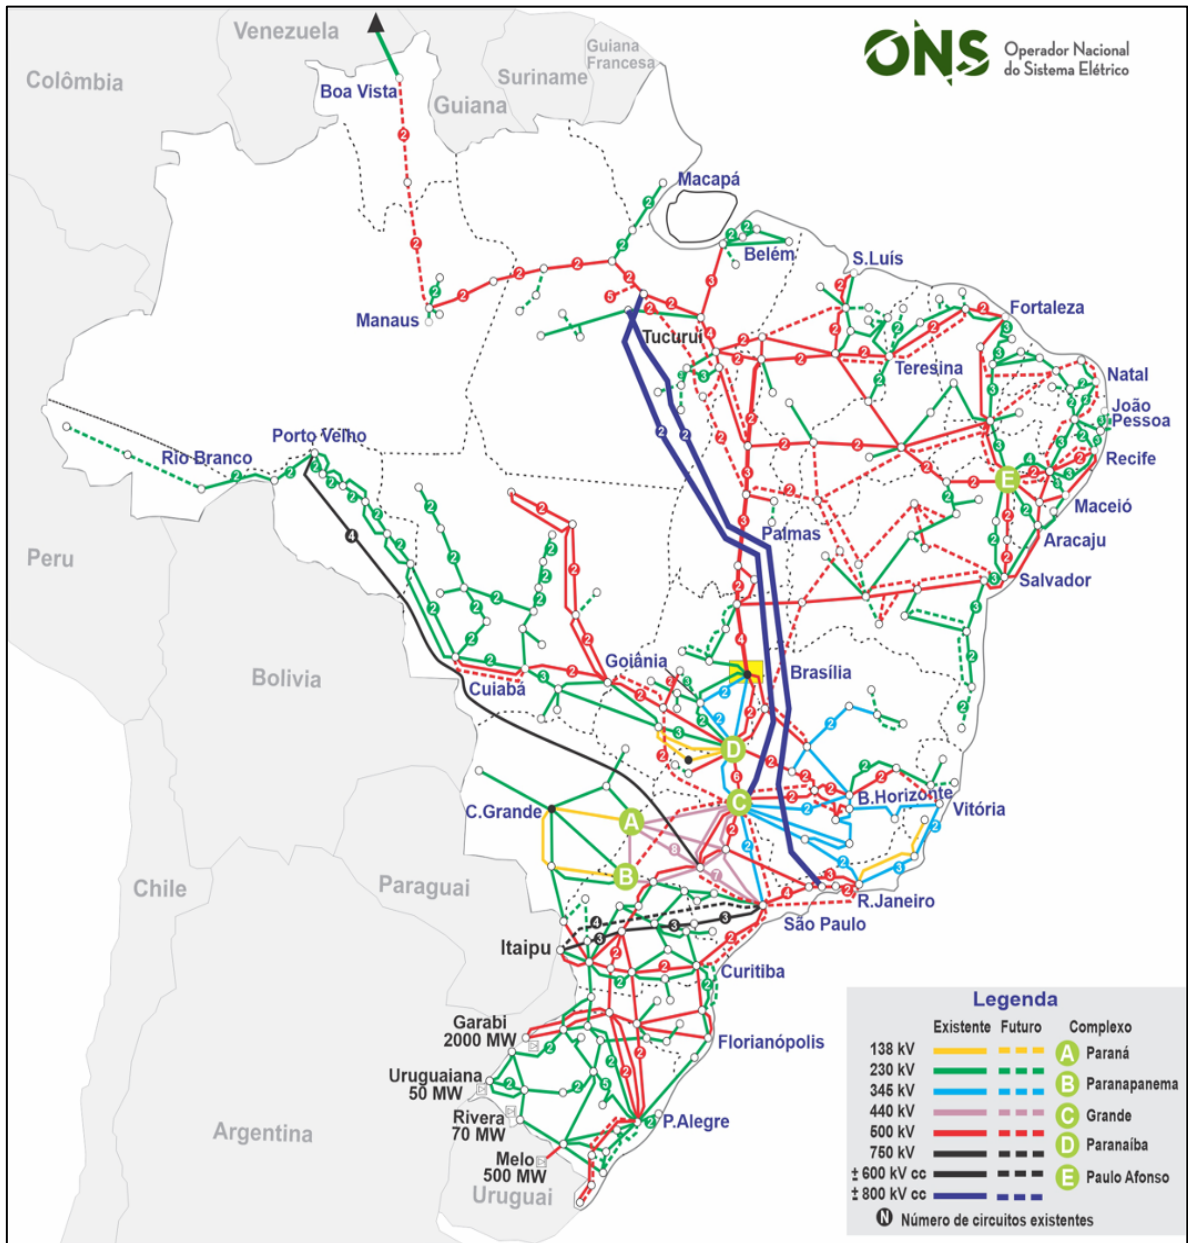 Venezuela
Guiana
Francesa
ONS
Operador Nacional
do Sistema Elétrico
Colômbia
Suriname
Boa Vista
Guiana
Macapá
Belém
S.Luís
Manaus
Fortaleza
Tucuruí
Teresina
Natal
João
Pessoa
Porto Velho
Rio Branco
Recife
E
Maceió
Palmas
Aracaju
Peru
Salvador
Goiânia
Brasília
Bolivia
Cuiabá
D
C
B.Horizonte
Vitória
C.Grande
A
B
Chile
Paraguai
R.Janeiro
São Paulo
Itaipu
Curitiba
Garabi
2000 MW
Florianópolis
Uruguaiana
50 MW
Rivera
70 MW
P.Alegre
Argentina
Melo
500 MW
Uruguai
Legenda
Existente Futuro Complexo
138 kV A Paraná
230 kV
345 kV B Paranapanema
440 kV C Grande
500 kV D Paranaíba
750 kV
± 600 kV cc E Paulo Afonso
± 800 kV cc
N Número de circuitos existentes